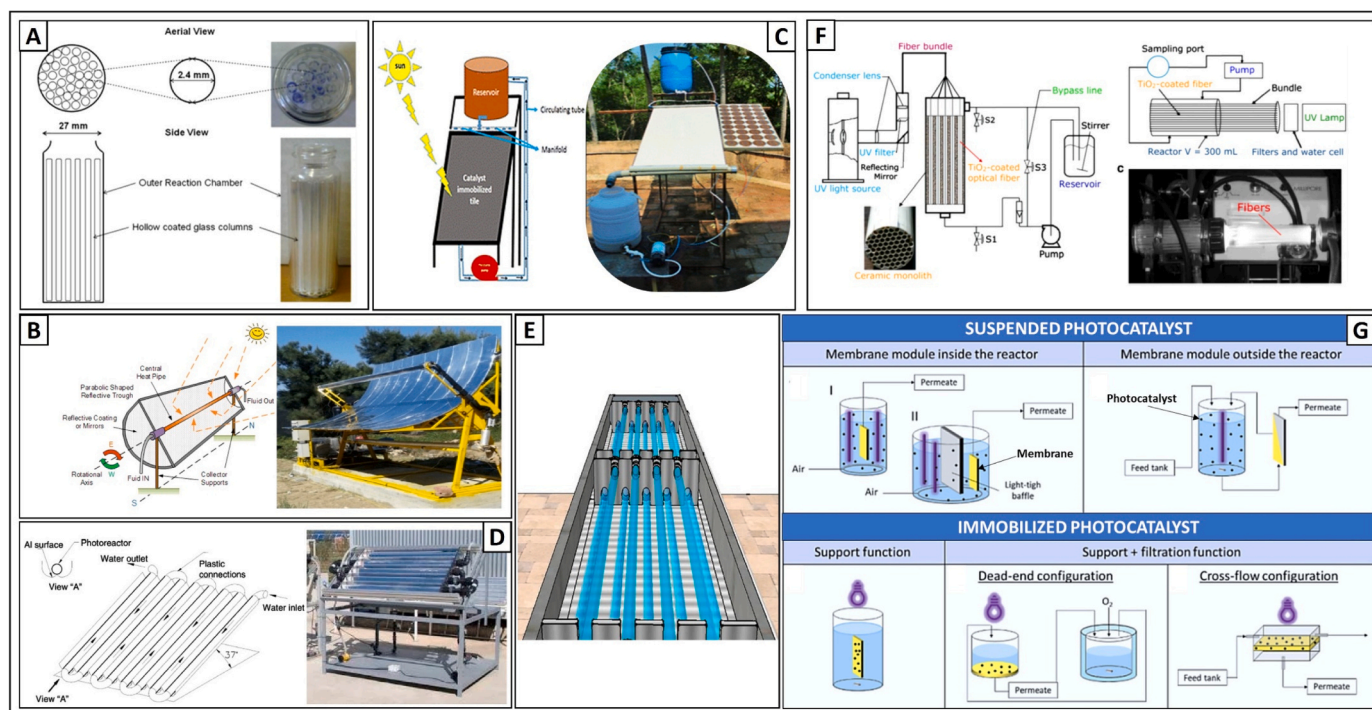 A
Aerial View
2.4 mm
27 mm
Side View
Outer Reaction Chamber
Hollow coated glass columns
C
sun
Reservoir
Circulating tube
Manifold
Catalyst
immobilized
tile
F
Fiber bundle
Condenser lens
Bypass line
S2
UV filter
Reflecting
Mirror
S3
Stirrer
TiO₂-coated
optical fiber
UV light source
Reservoir
S1
Pump
Ceramic monolith
Sampling port
TiO₂-coated fiber
Pump
Bundle
UV Lamp
Reactor V = 300 mL
Filters and water cell
c
Fibers
B
Central
Heat Pipe
Parabolic Shaped
Reflective Trough
Fluid Out
Reflective Coating
or Mirrors
N
E
W
Rotational
Axis
Fuid IN
Collector
Supports
S
D
Al surface
Photoreactor
Water outlet
Plastic
connections
View "A"
Water inlet
37°
View "A"
E
G
SUSPENDED PHOTOCATALYST
Membrane module inside the reactor
Membrane module outside the reactor
I
Permeate
II
Permeate
Membrane
Air
Light-tigh
baffle
Air
Photocatalyst
Permeate
Feed tank
IMMOBILIZED PHOTOCATALYST
Support function
Support + filtration function
Dead-end configuration
Cross-flow configuration
O₂
Permeate
Feed tank
Permeate